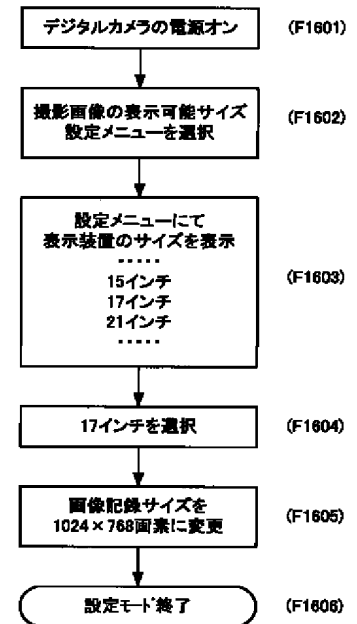 デジタルカメラの電源オン (F1601)
撮影画像の表示可能サイズ
設定メニューを選択 (F1602)
設定メニューにて
表示装置のサイズを表示
・・・・・
15インチ
17インチ
21インチ
・・・・・
(F1603)
17インチを選択 (F1604)
画像記録サイズを
1024×768画素に変更 (F1605)
設定モード終了 (F1606)